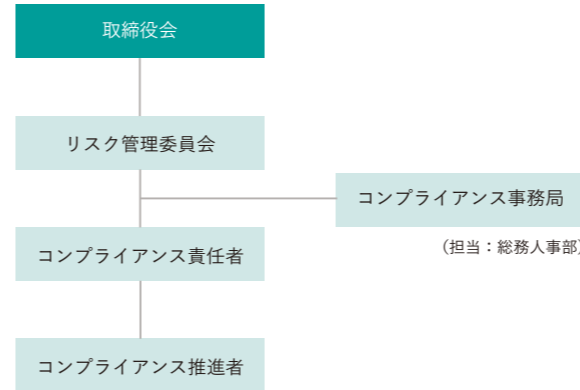 取締役会
リスク管理委員会
コンプライアンス事務局
（担当：総務人事部）
コンプライアンス責任者
コンプライアンス推進者